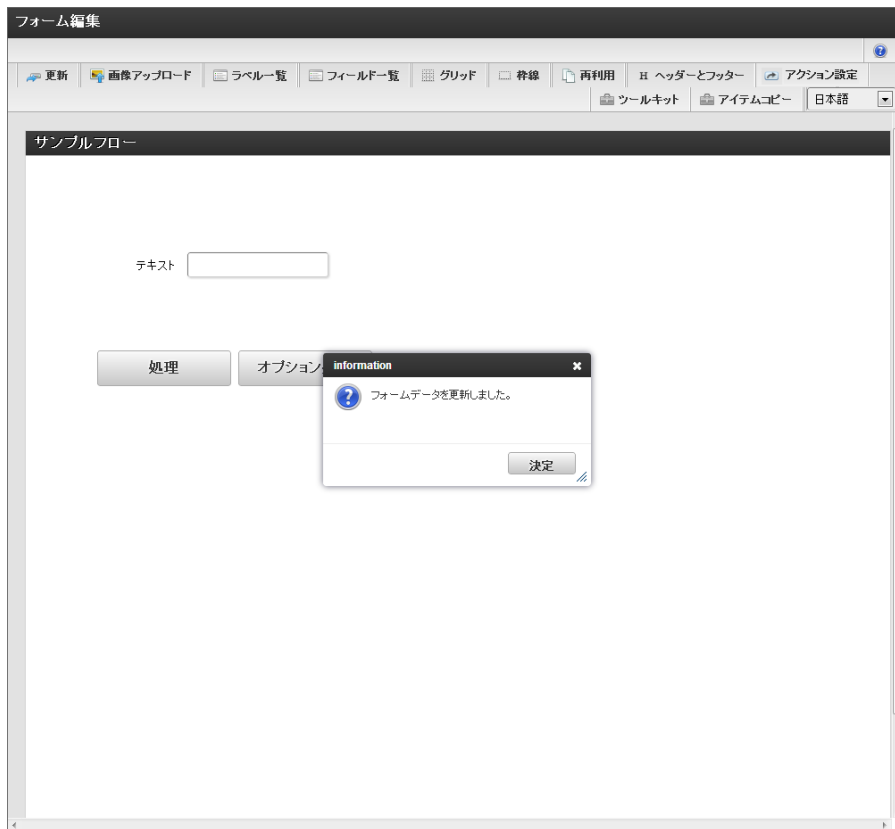 フォーム編集
更新 画像アップロード ラベル一覧 フィールド一覧 グリッド 枠線 再利用 H ヘッダーとフッター アクション設定
ツールキット アイテムコピー 日本語
サンプルフロー
テキスト
処理 オプション
information
フォームデータを更新しました。
決定